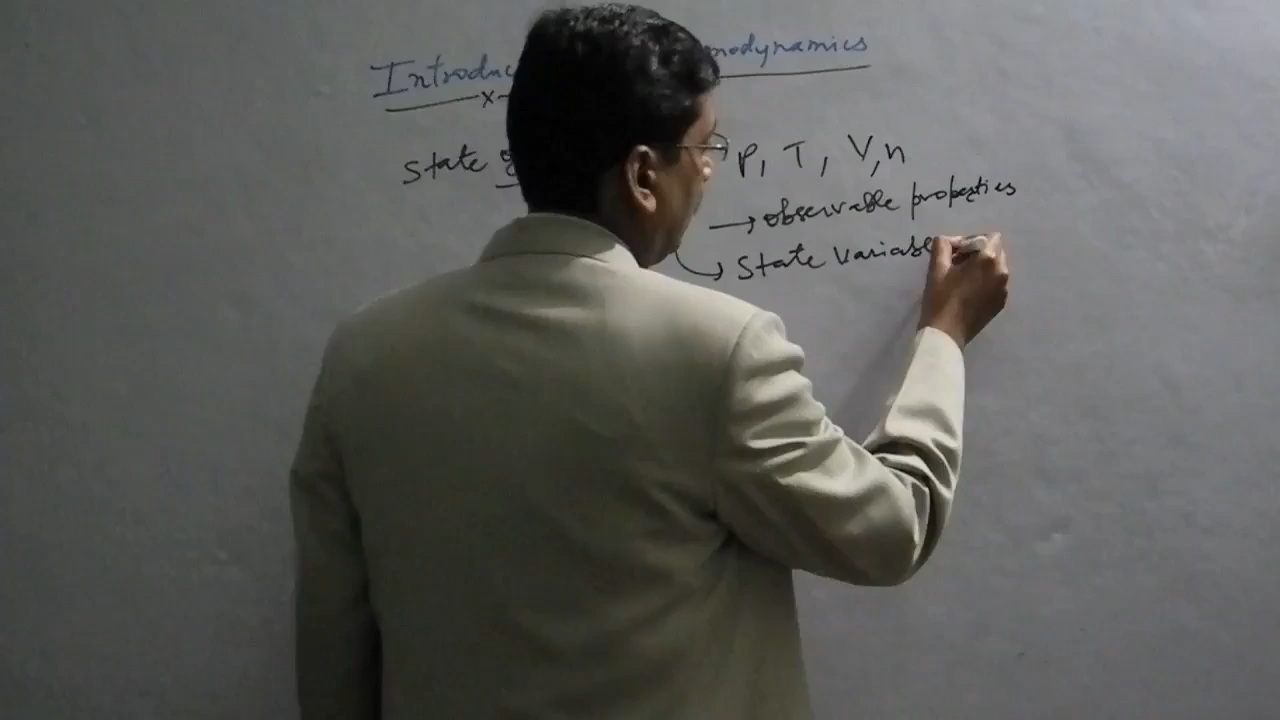 Introduc modynamics
x
State P, T, V, n
→ observable properties
→ State Variable